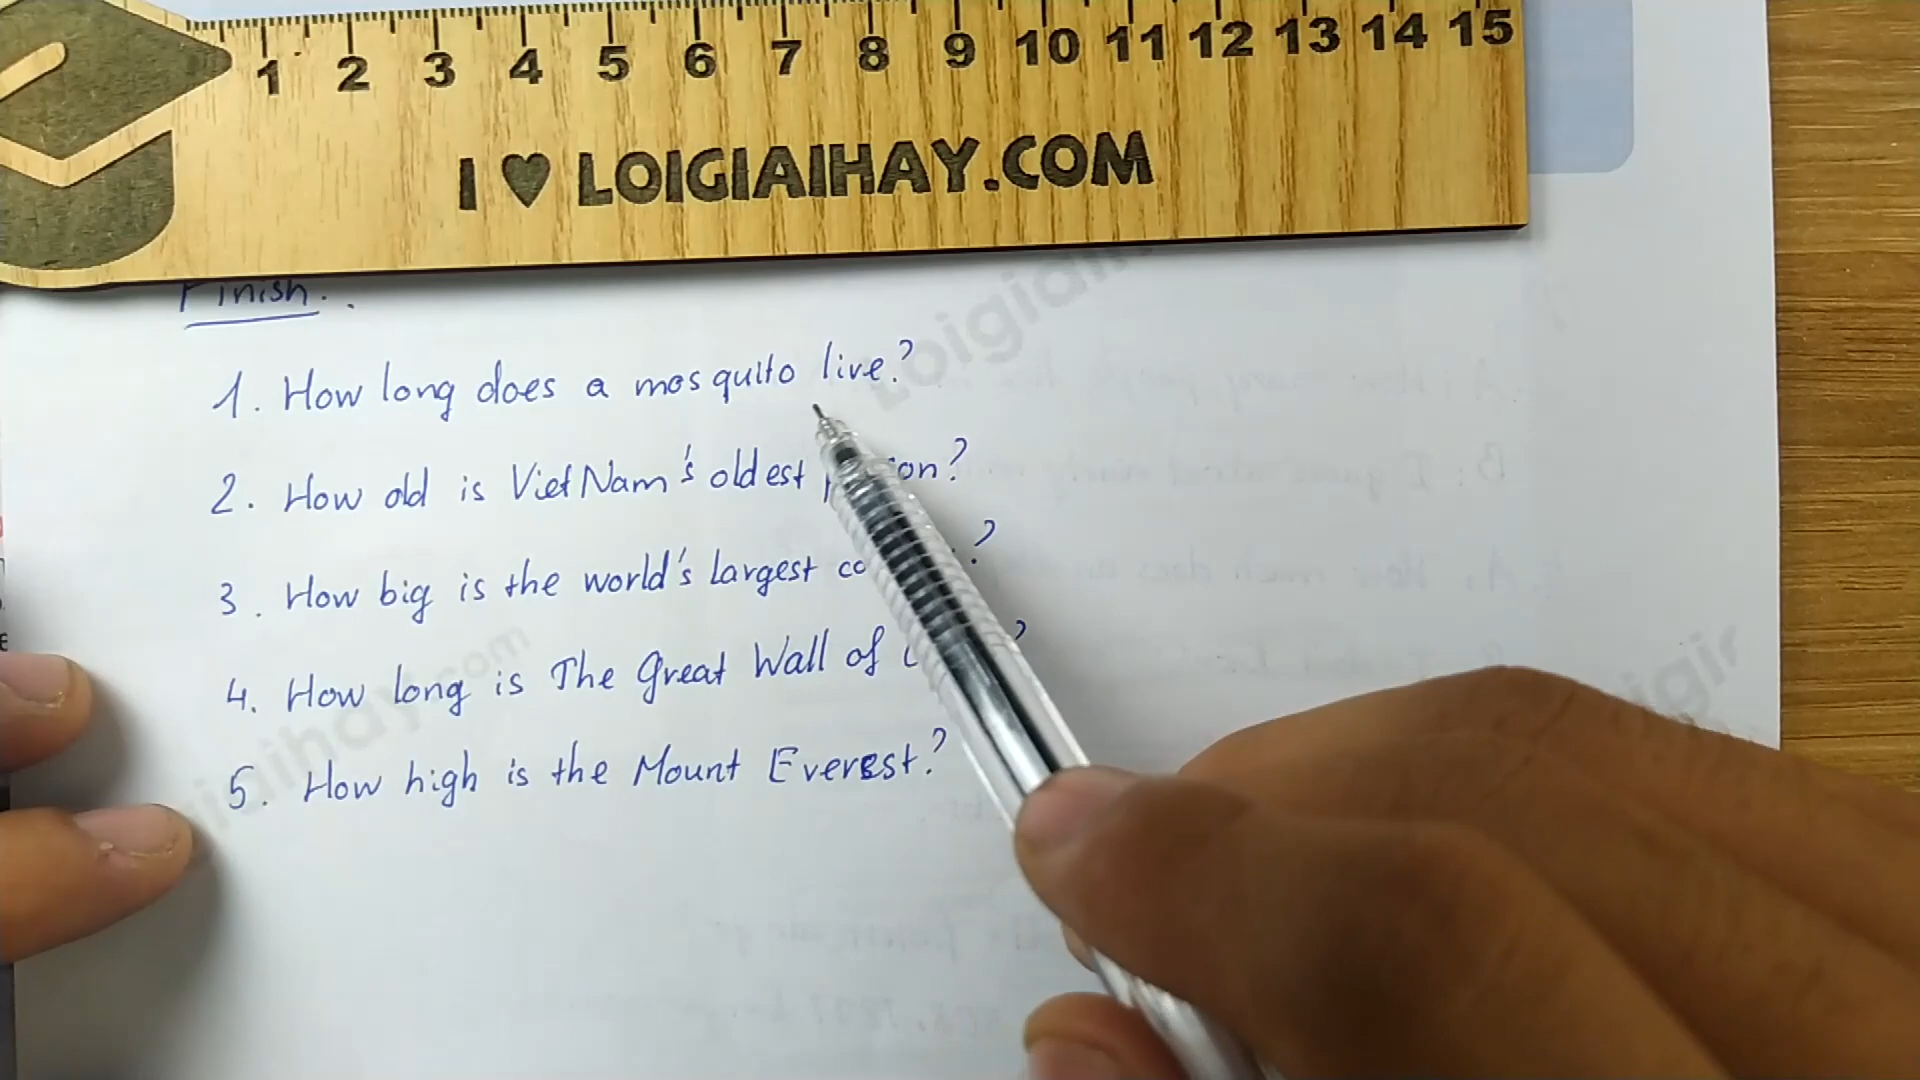 1 2 3 4 5 6 7 8 9 10 11 12 13 14 15
I ♥ LOIGIAIHAY.COM
Finish.
1. How long does a mosquito live?
2. How old is Viet Nam's oldest ?
3. How big is the world's largest ?
4. How long is The Great Wall of ?
5. How high is the Mount Everest?